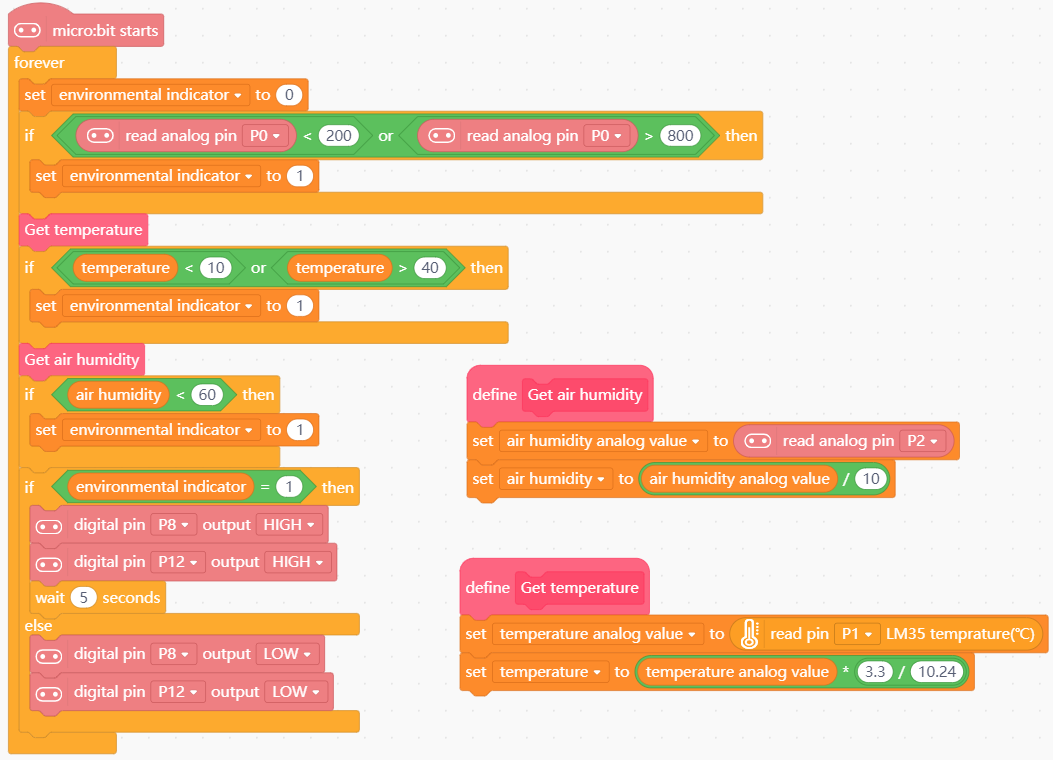 micro:bit starts
forever
set environmental indicator to 0
if read analog pin P0 < 200 or read analog pin P0 > 800 then
set environmental indicator to 1
Get temperature
if temperature < 10 or temperature > 40 then
set environmental indicator to 1
Get air humidity
if air humidity < 60 then
set environmental indicator to 1
if environmental indicator = 1 then
digital pin P8 output HIGH
digital pin P12 output HIGH
wait 5 seconds
else
digital pin P8 output LOW
digital pin P12 output LOW
define Get air humidity
set air humidity analog value to read analog pin P2
set air humidity to air humidity analog value / 10
define Get temperature
set temperature analog value to read pin P1 LM35 temprature(℃)
set temperature to temperature analog value * 3.3 / 10.24